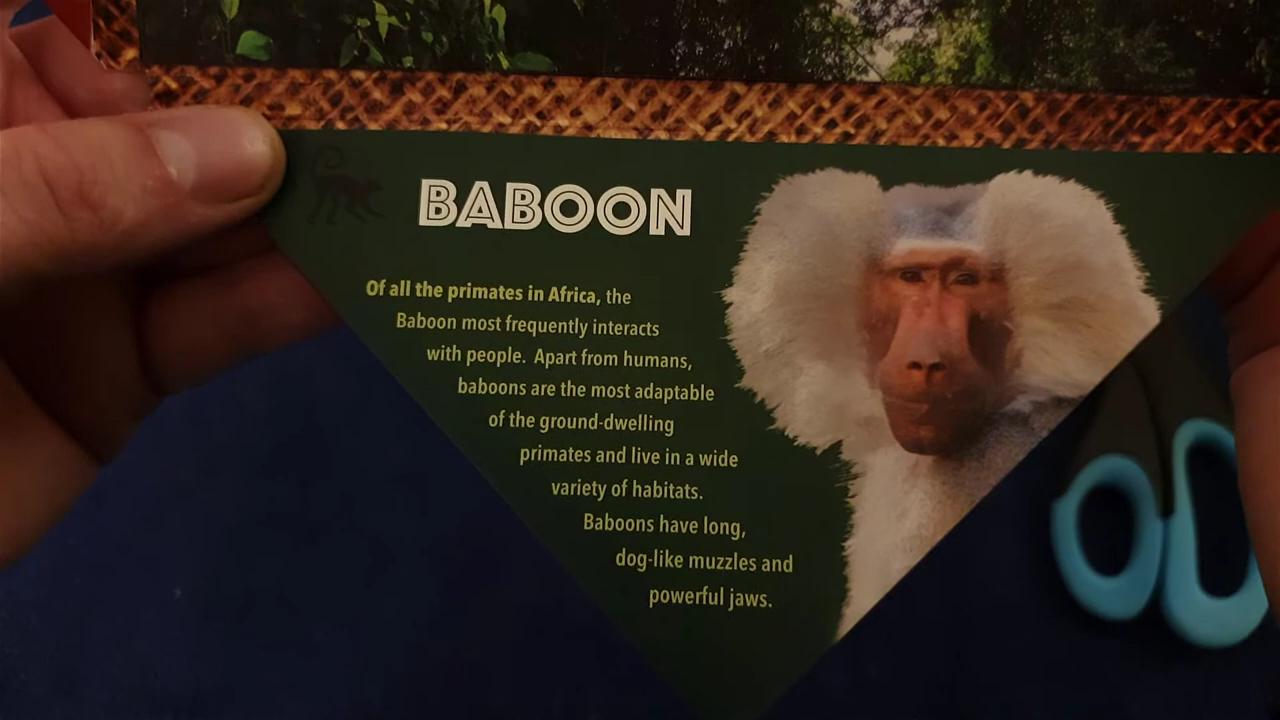 BABOON
Of all the primates in Africa, the
Baboon most frequently interacts
with people. Apart from humans,
baboons are the most adaptable
of the ground-dwelling
primates and live in a wide
variety of habitats.
Baboons have long,
dog-like muzzles and
powerful jaws.